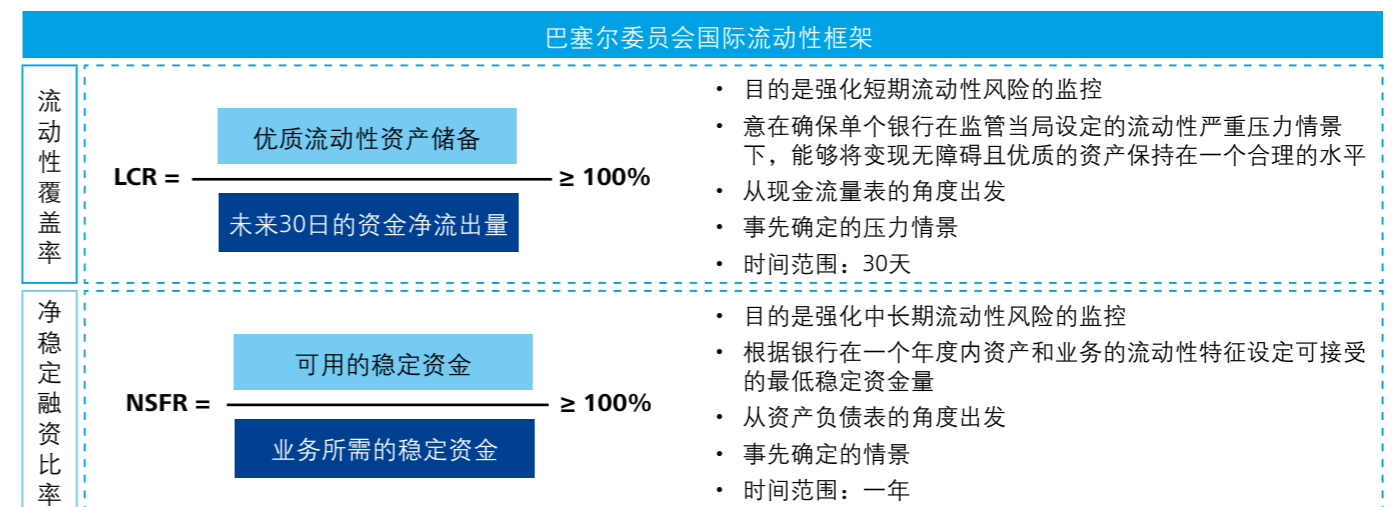 巴塞尔委员会国际流动性框架
流动性覆盖率
优质流动性资产储备
LCR = ≥ 100%
未来30日的资金净流出量
• 目的是强化短期流动性风险的监控
• 意在确保单个银行在监管当局设定的流动性严重压力情景
下，能够将变现无障碍且优质的资产保持在一个合理的水平
• 从现金流量表的角度出发
• 事先确定的压力情景
• 时间范围：30天
净稳定融资比率
可用的稳定资金
NSFR = ≥ 100%
业务所需的稳定资金
• 目的是强化中长期流动性风险的监控
• 根据银行在一个年度内资产和业务的流动性特征设定可接受
的最低稳定资金量
• 从资产负债表的角度出发
• 事先确定的情景
• 时间范围：一年